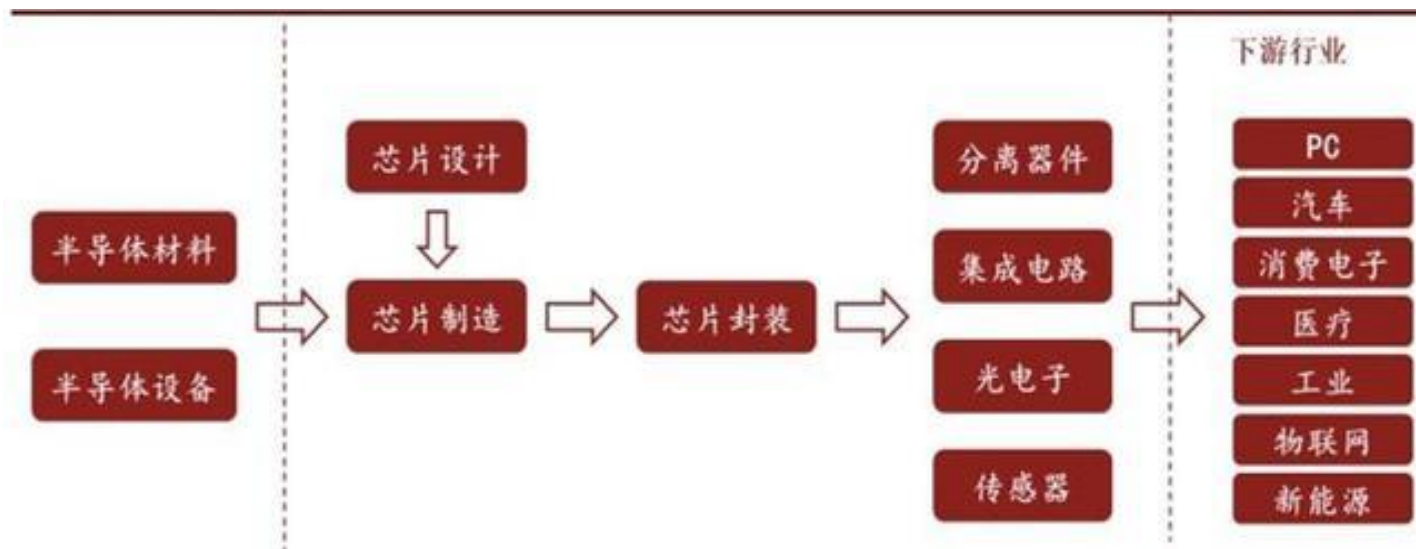 下游行业
半导体材料
半导体设备
芯片设计
芯片制造
芯片封装
分离器件
集成电路
光电子
传感器
PC
汽车
消费电子
医疗
工业
物联网
新能源